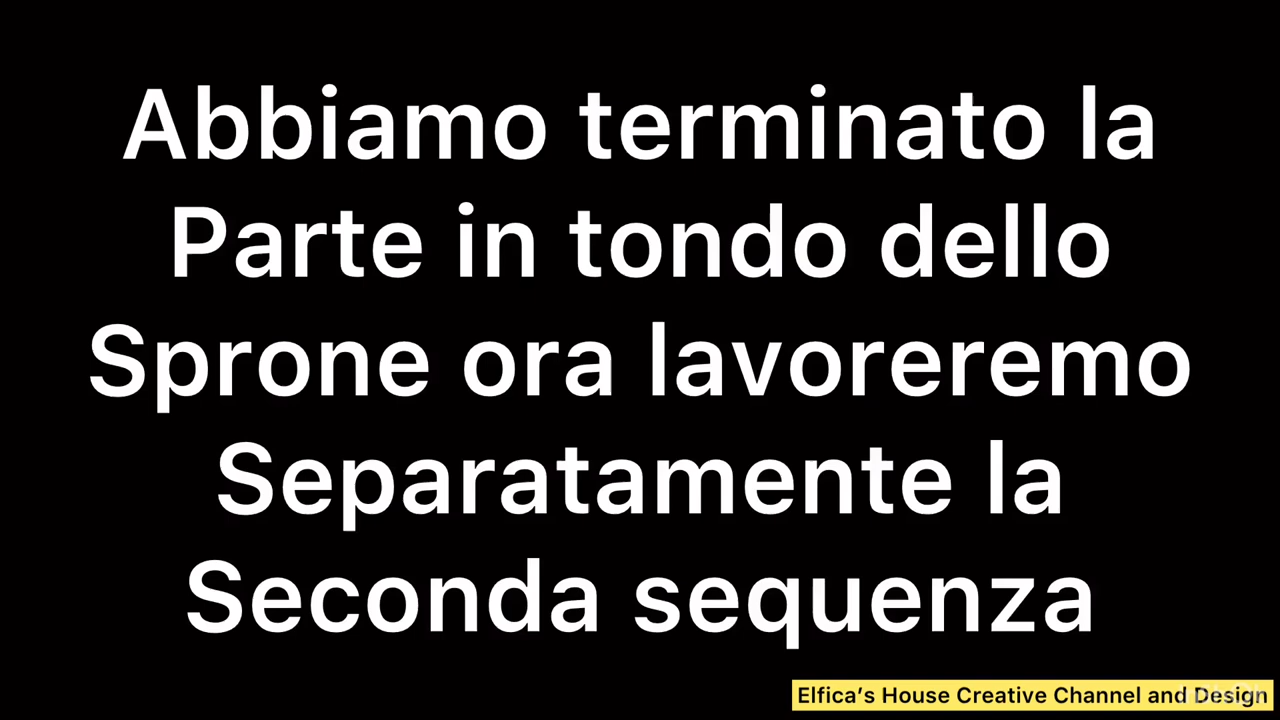 Abbiamo terminato la
Parte in tondo dello
Sprone ora lavoreremo
Separatamente la
Seconda sequenza
Elfica's House Creative Channel and Design